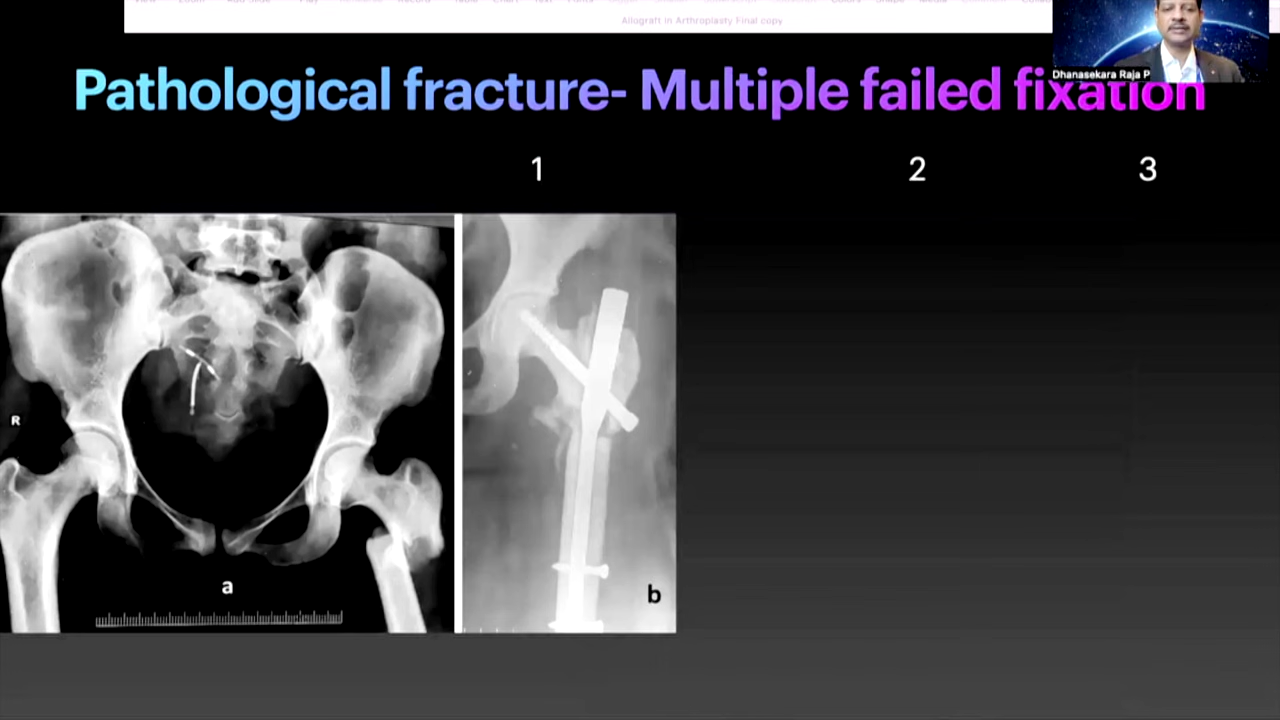 Allograft in Arthroplasty Final copy
Dhanasekara Raja P
Pathological fracture- Multiple failed fixation
1
2
3
R
a
b